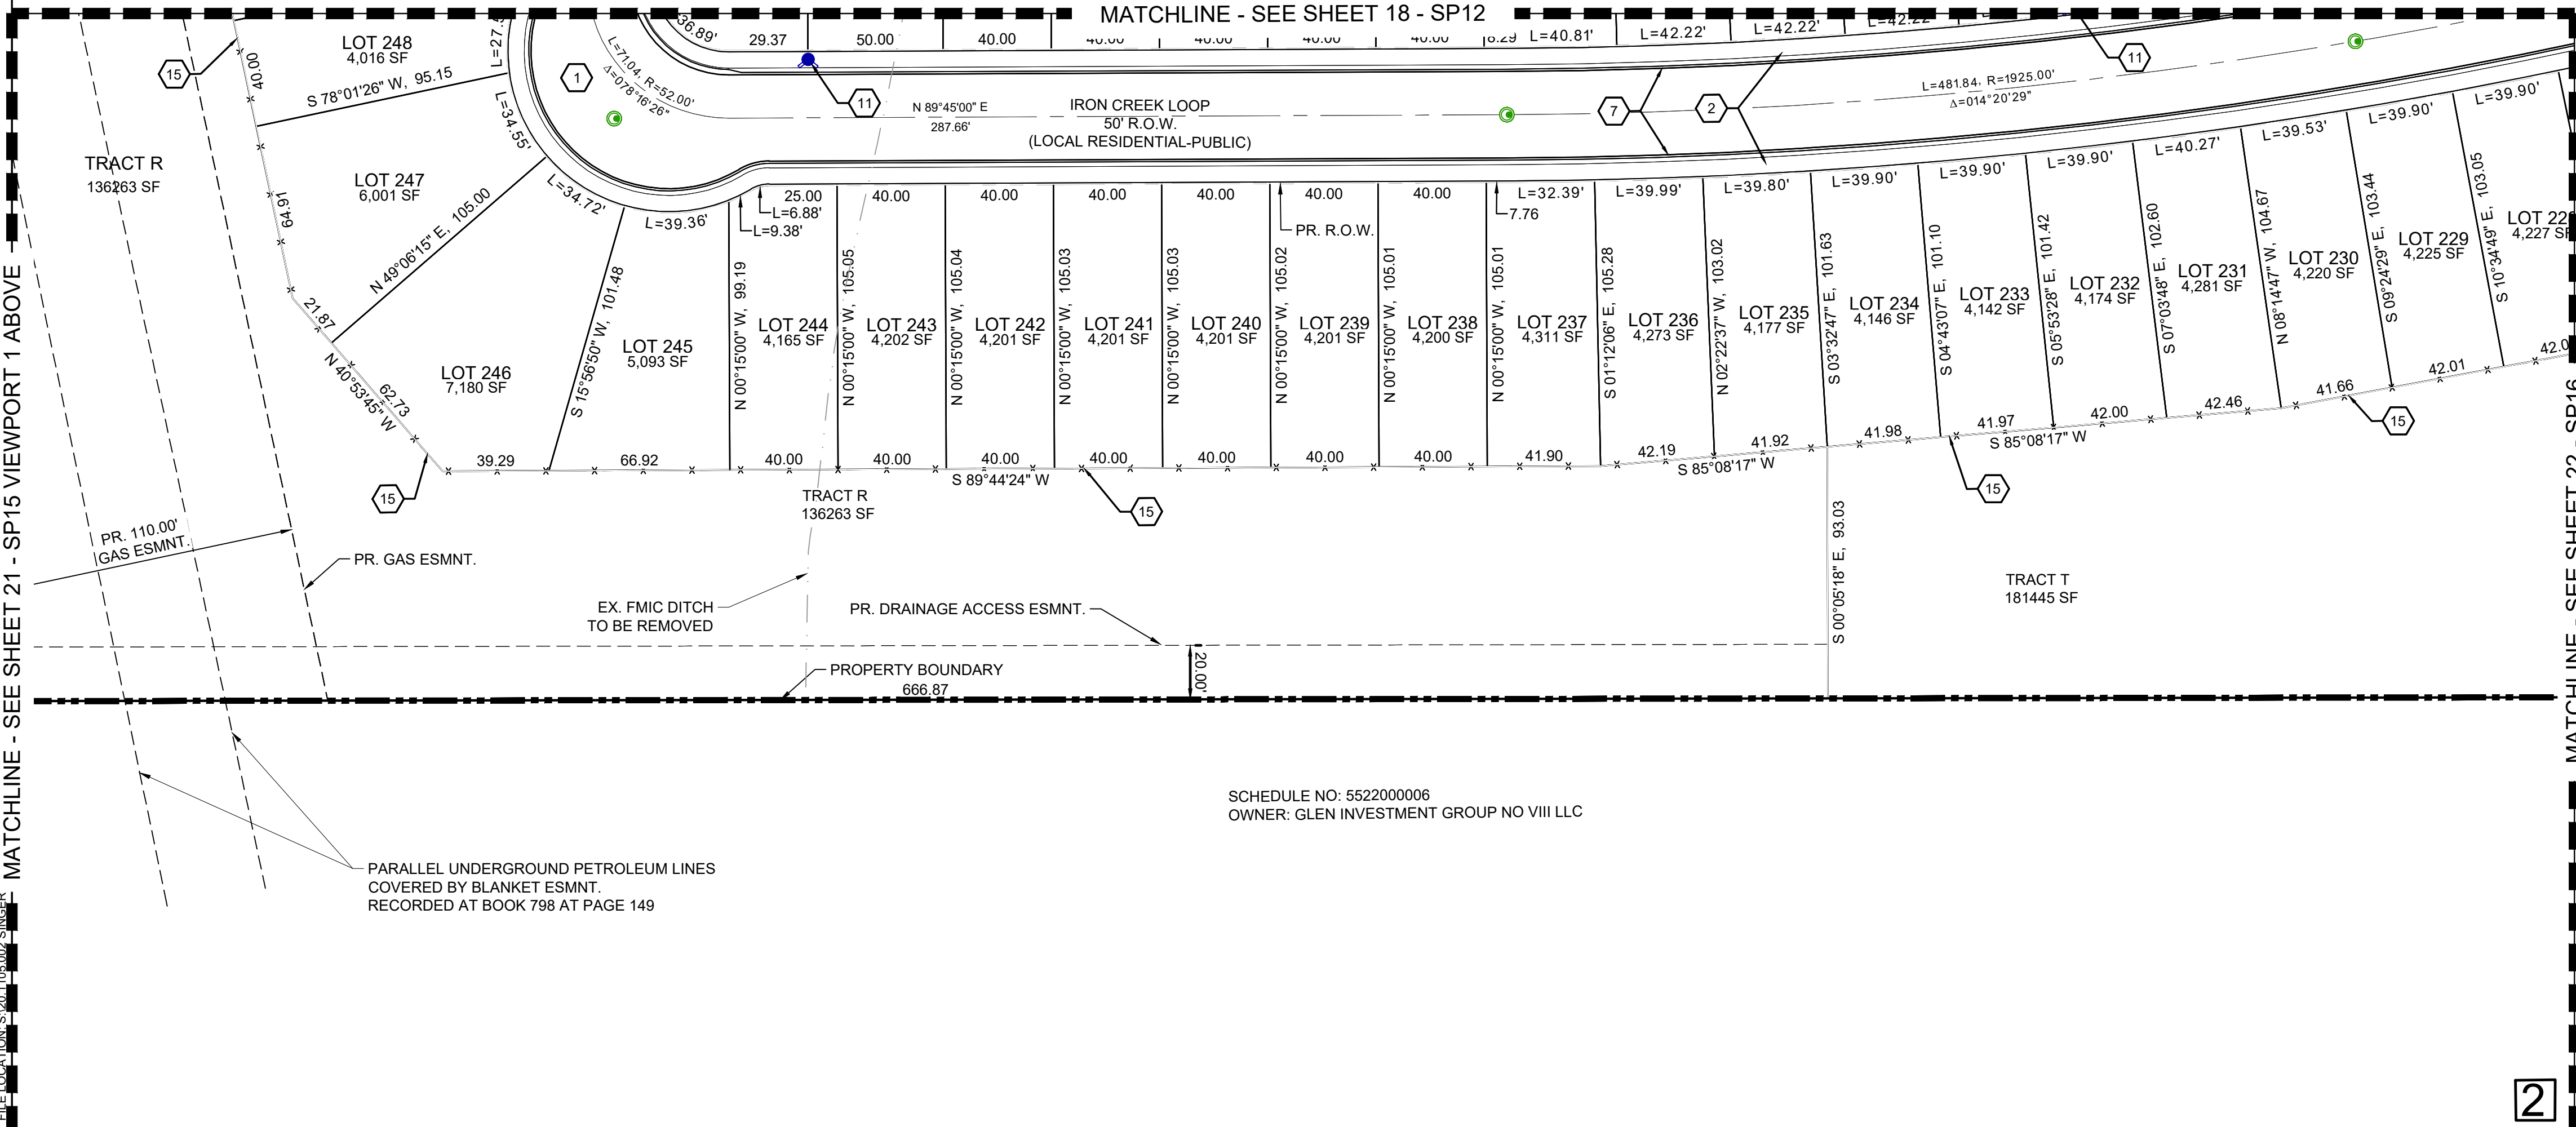 MATCHLINE - SEE SHEET 18 - SP12
LOT 248
4,016 SF
40.00
S 78°01'26" W, 95.15
15
1
L=34.55'
L=71.04, R=52.00'
Δ=078°16'26"
29.37
50.00
40.00
L=40.81'
L=42.22'
L=42.22'
11
N 89°45'00" E
287.66'
IRON CREEK LOOP
50' R.O.W.
(LOCAL RESIDENTIAL-PUBLIC)
7
2
L=481.84, R=1925.00'
Δ=014°20'29"
11
TRACT R
136263 SF
LOT 247
6,001 SF
64.91
N 49°06'15" E, 105.00
L=34.72'
L=39.36'
L=6.88'
L=9.38'
25.00
40.00
40.00
40.00
40.00
40.00
40.00
PR. R.O.W.
7.76
L=32.39'
L=39.99'
L=39.80'
L=39.90'
L=39.90'
L=39.90'
L=40.27'
L=39.53'
L=39.90'
L=39.90'
21.87
N 40°53'45" W
62.73
LOT 246
7,180 SF
S 15°56'50" W, 101.48
LOT 245
5,093 SF
N 00°15'00" W, 99.19
LOT 244
4,165 SF
N 00°15'00" W, 105.05
LOT 243
4,202 SF
N 00°15'00" W, 105.04
LOT 242
4,201 SF
N 00°15'00" W, 105.03
LOT 241
4,201 SF
N 00°15'00" W, 105.03
LOT 240
4,201 SF
N 00°15'00" W, 105.02
LOT 239
4,201 SF
N 00°15'00" W, 105.01
LOT 238
4,200 SF
N 00°15'00" W, 105.01
LOT 237
4,311 SF
S 01°12'06" E, 105.28
LOT 236
4,273 SF
N 02°22'37" W, 103.02
LOT 235
4,177 SF
S 03°32'47" E, 101.63
LOT 234
4,146 SF
S 04°43'07" E, 101.10
LOT 233
4,142 SF
S 05°53'28" E, 101.42
LOT 232
4,174 SF
S 07°03'48" E, 102.60
LOT 231
4,281 SF
N 08°14'47" W, 104.67
LOT 230
4,220 SF
S 09°24'29" E, 103.44
LOT 229
4,225 SF
S 10°34'49" E, 103.05
4,227 SF
39.29
66.92
40.00
40.00
40.00
40.00
40.00
40.00
40.00
41.90
42.19
41.92
41.98
41.97
42.00
42.46
41.66
42.01
S 89°44'24" W
S 85°08'17" W
S 85°08'17" W
15
15
15
15
TRACT R
136263 SF
PR. 110.00'
GAS ESMNT.
PR. GAS ESMNT.
EX. FMIC DITCH
TO BE REMOVED
PR. DRAINAGE ACCESS ESMNT.
S 00°05'18" E, 93.03
TRACT T
181445 SF
PROPERTY BOUNDARY
666.87
20.00'
SCHEDULE NO: 5522000006
OWNER: GLEN INVESTMENT GROUP NO VIII LLC
PARALLEL UNDERGROUND PETROLEUM LINES
COVERED BY BLANKET ESMNT.
RECORDED AT BOOK 798 AT PAGE 149
MATCHLINE - SEE SHEET 21 - SP15 VIEWPORT 1 ABOVE
MATCHLINE - SEE SHEET 22 - SP16
2